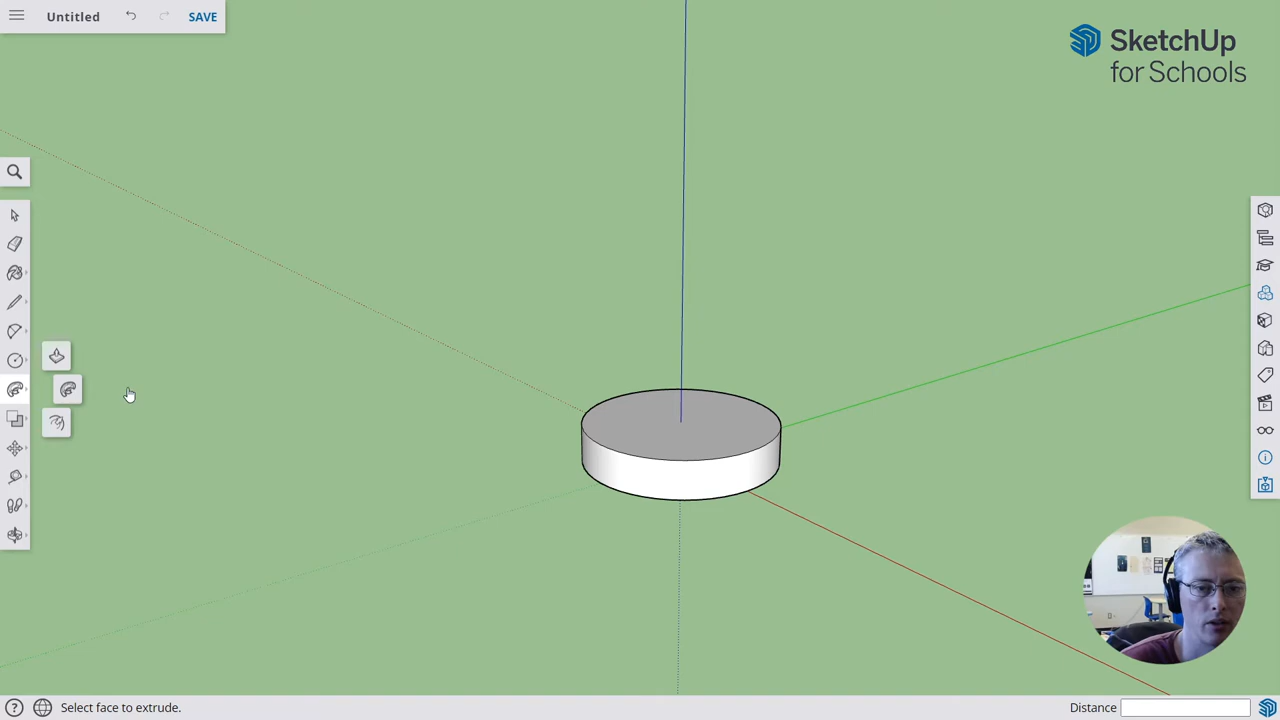 Untitled
SAVE
SketchUp
for Schools
Select face to extrude.
Distance